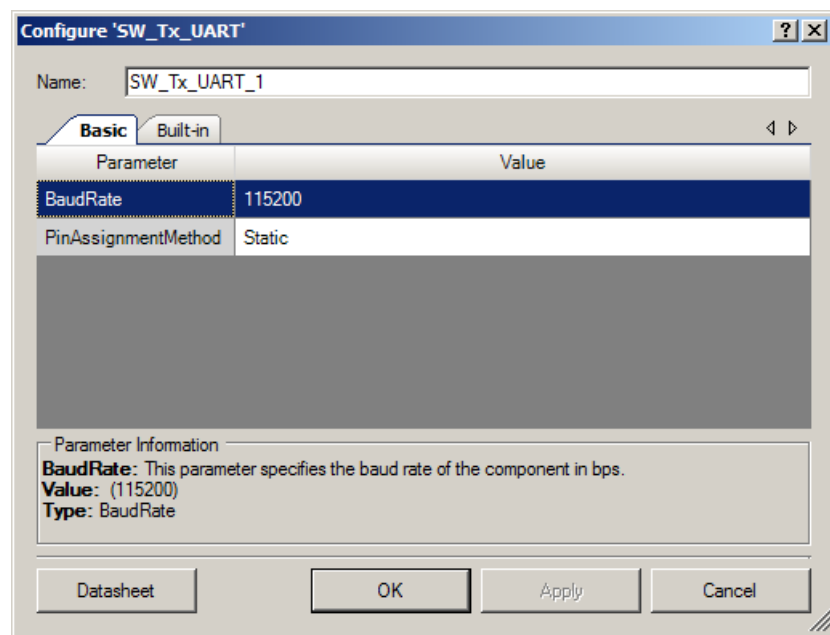 Configure 'SW_Tx_UART'
Name: SW_Tx_UART_1
Basic Built-in
Parameter Value
BaudRate 115200
PinAssignmentMethod Static
Parameter Information
BaudRate: This parameter specifies the baud rate of the component in bps.
Value: (115200)
Type: BaudRate
Datasheet OK Apply Cancel